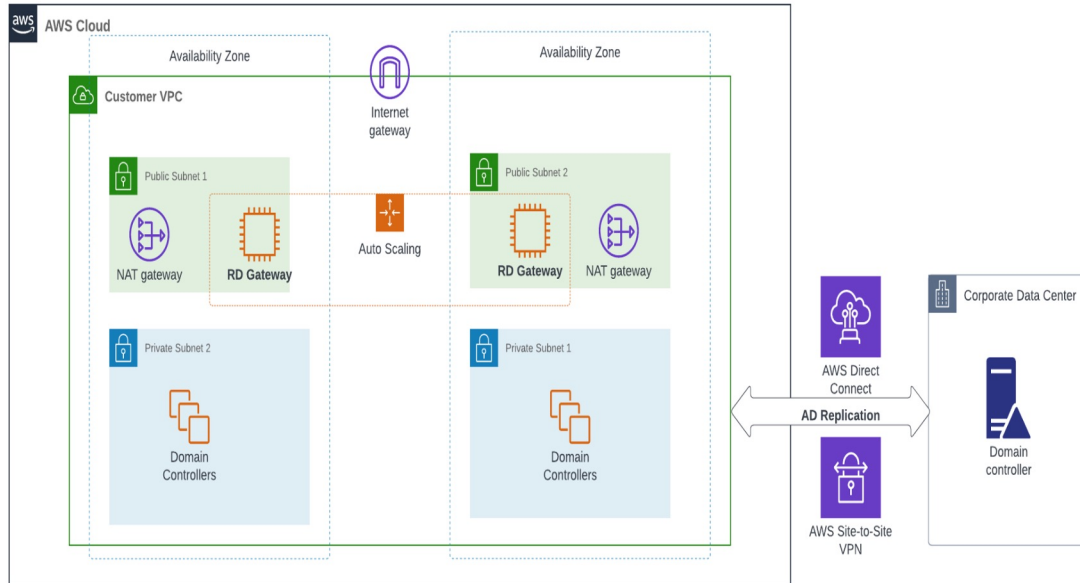 aws
AWS Cloud
Availability Zone
Availability Zone
Customer VPC
Internet
gateway
Public Subnet 1
Public Subnet 2
NAT gateway
RD Gateway
Auto Scaling
RD Gateway
NAT gateway
Private Subnet 2
Private Subnet 1
Domain
Controllers
Domain
Controllers
AWS Direct
Connect
AD Replication
AWS Site-to-Site
VPN
Corporate Data Center
Domain
controller